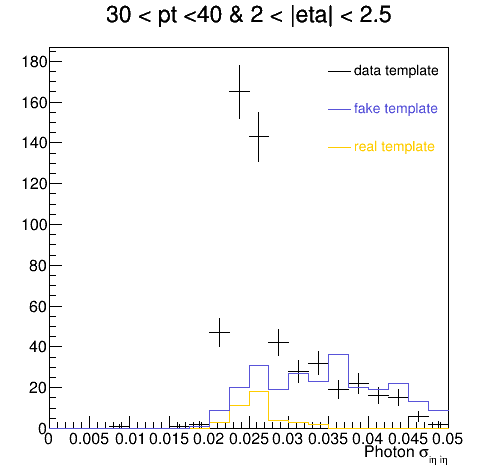 30 < pt <40 & 2 < |eta| < 2.5
data template
fake template
real template
180
160
140
120
100
80
60
40
20
0
0 0.005 0.01 0.015 0.02 0.025 0.03 0.035 0.04 0.045 0.05
Photon σiη iη